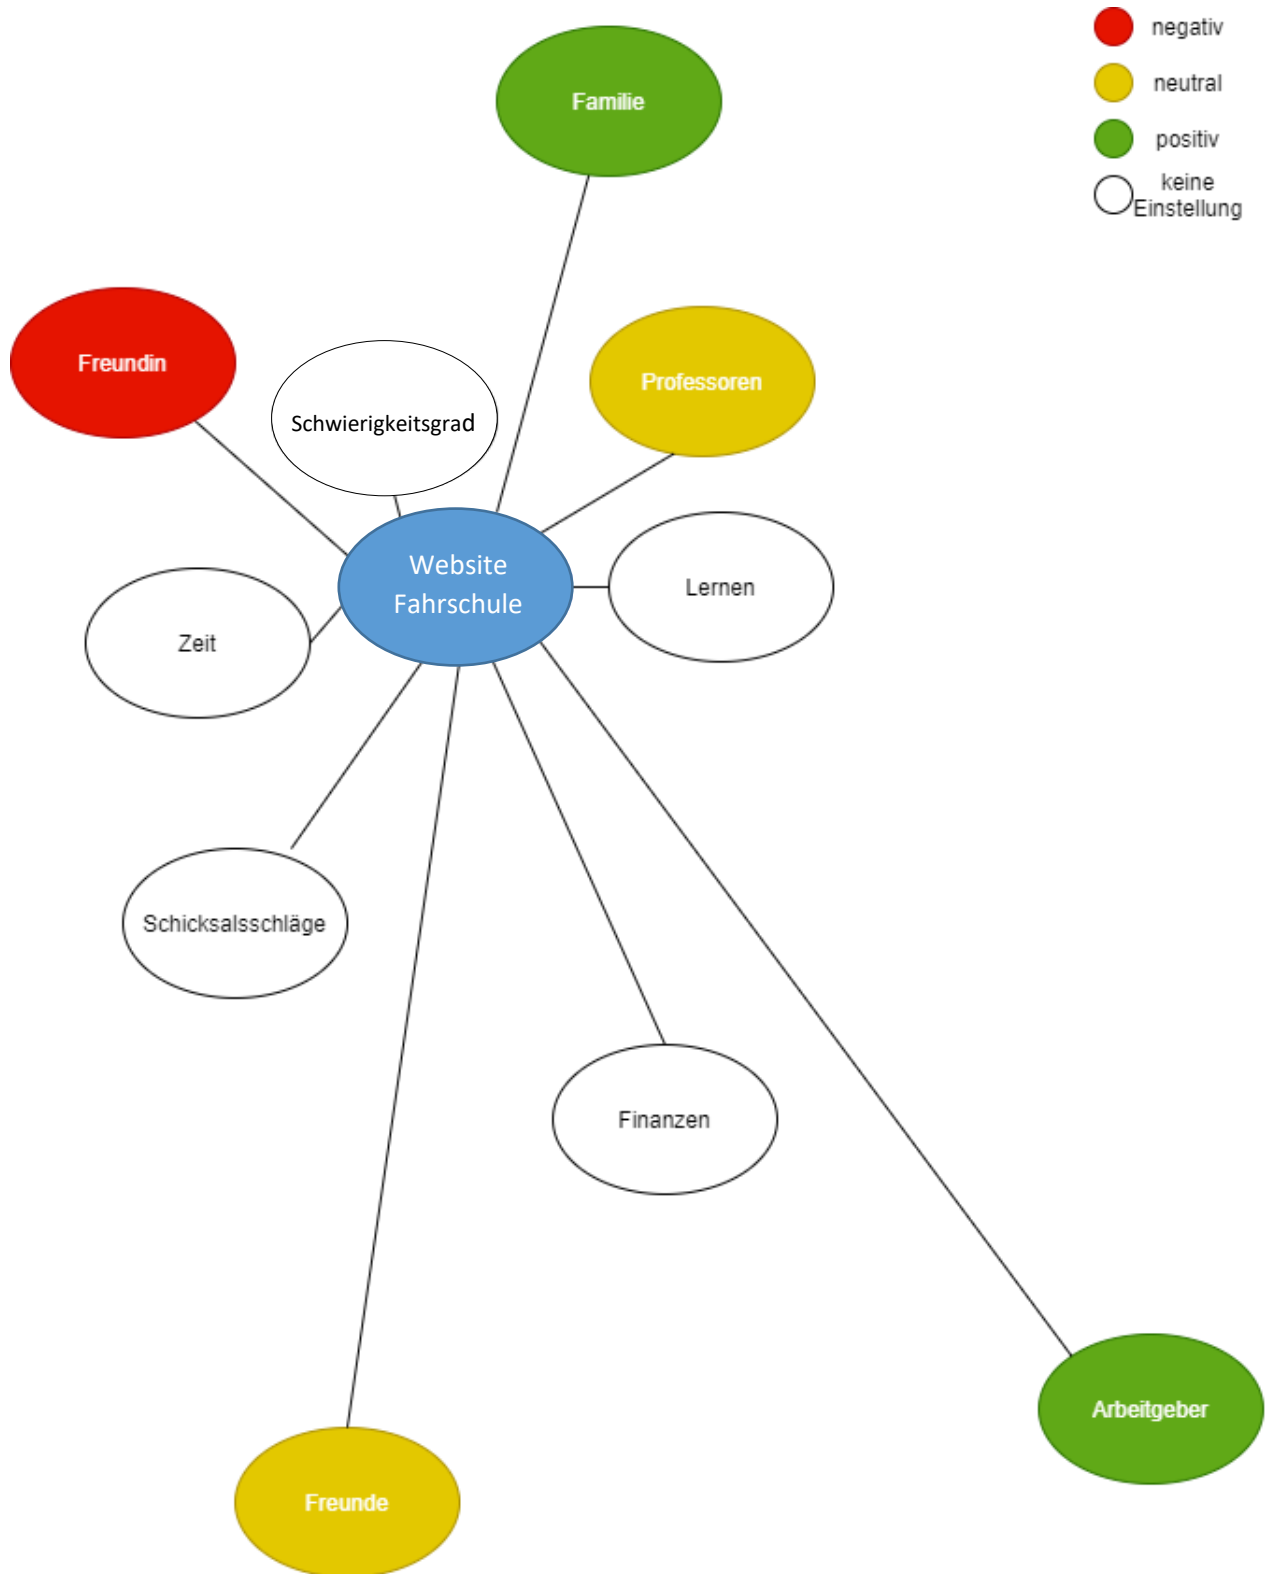 negativ
neutral
positiv
keine
Einstellung
Familie
Freundin
Professoren
Schwierigkeitsgrad
Website
Fahrschule
Lernen
Zeit
Schicksalsschläge
Finanzen
Arbeitgeber
Freunde